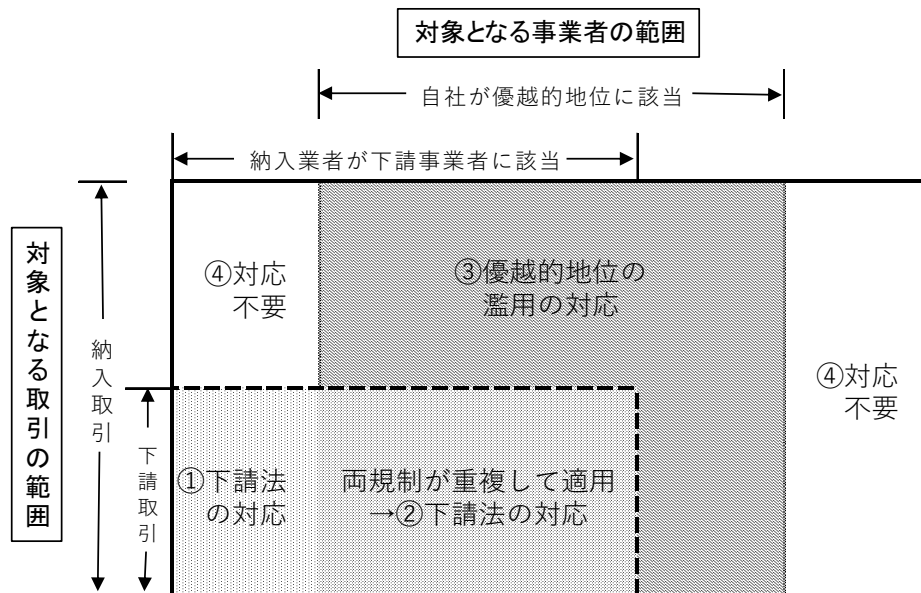 対象となる事業者の範囲
自社が優越的地位に該当
納入業者が下請事業者に該当
対象となる取引の範囲
納入取引
下請取引
④対応
不要
③優越的地位の
濫用の対応
④対応
不要
①下請法
の対応
両規制が重複して適用
→②下請法の対応